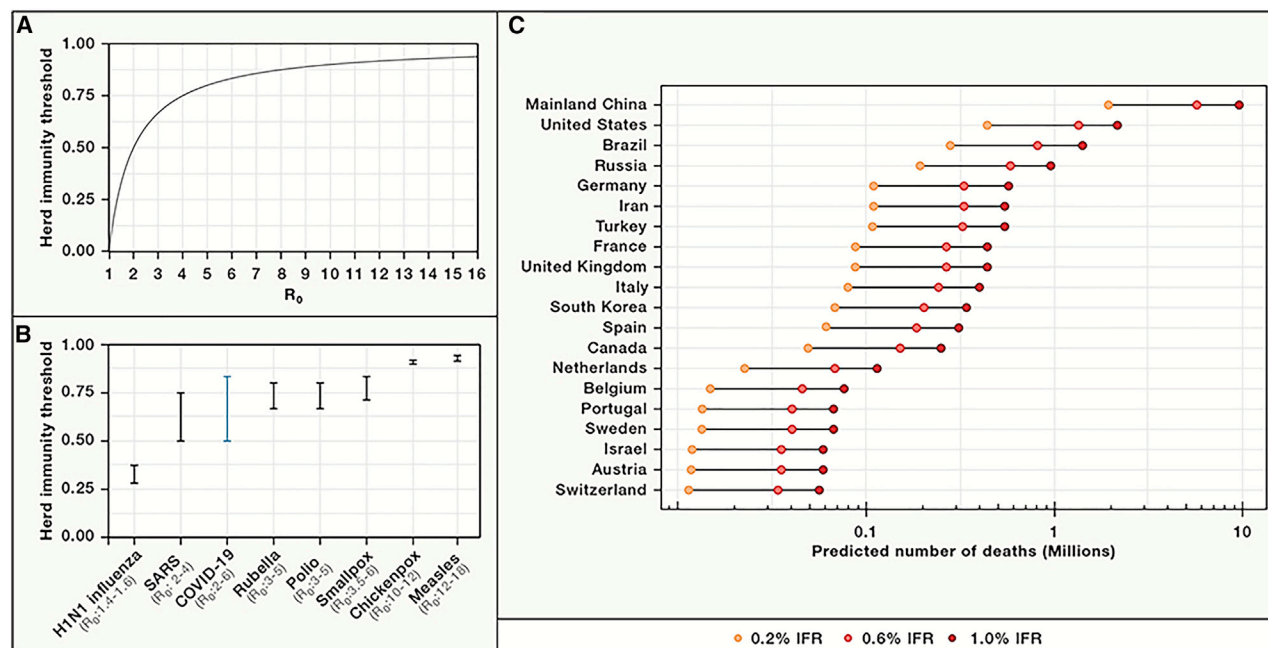 A
Herd immunity threshold
1.00
0.75
0.50
0.25
0.00
1 2 3 4 5 6 7 8 9 10 11 12 13 14 15 16
R0
B
Herd immunity threshold
1.00
0.75
0.50
0.25
0.00
H1N1 influenza
(R0:1.4-1.6)
SARS
(R0: 2-4)
COVID-19
(R0:2-6)
Rubella
(R0:3-5)
Polio
(R0:3-5)
Smallpox
(R0:3.5-6)
Chickenpox
(R0:10-12)
Measles
(R0:12-18)
C
Mainland China
United States
Brazil
Russia
Germany
Iran
Turkey
France
United Kingdom
Italy
South Korea
Spain
Canada
Netherlands
Belgium
Portugal
Sweden
Israel
Austria
Switzerland
0.1 1 10
Predicted number of deaths (Millions)
0.2% IFR 0.6% IFR 1.0% IFR